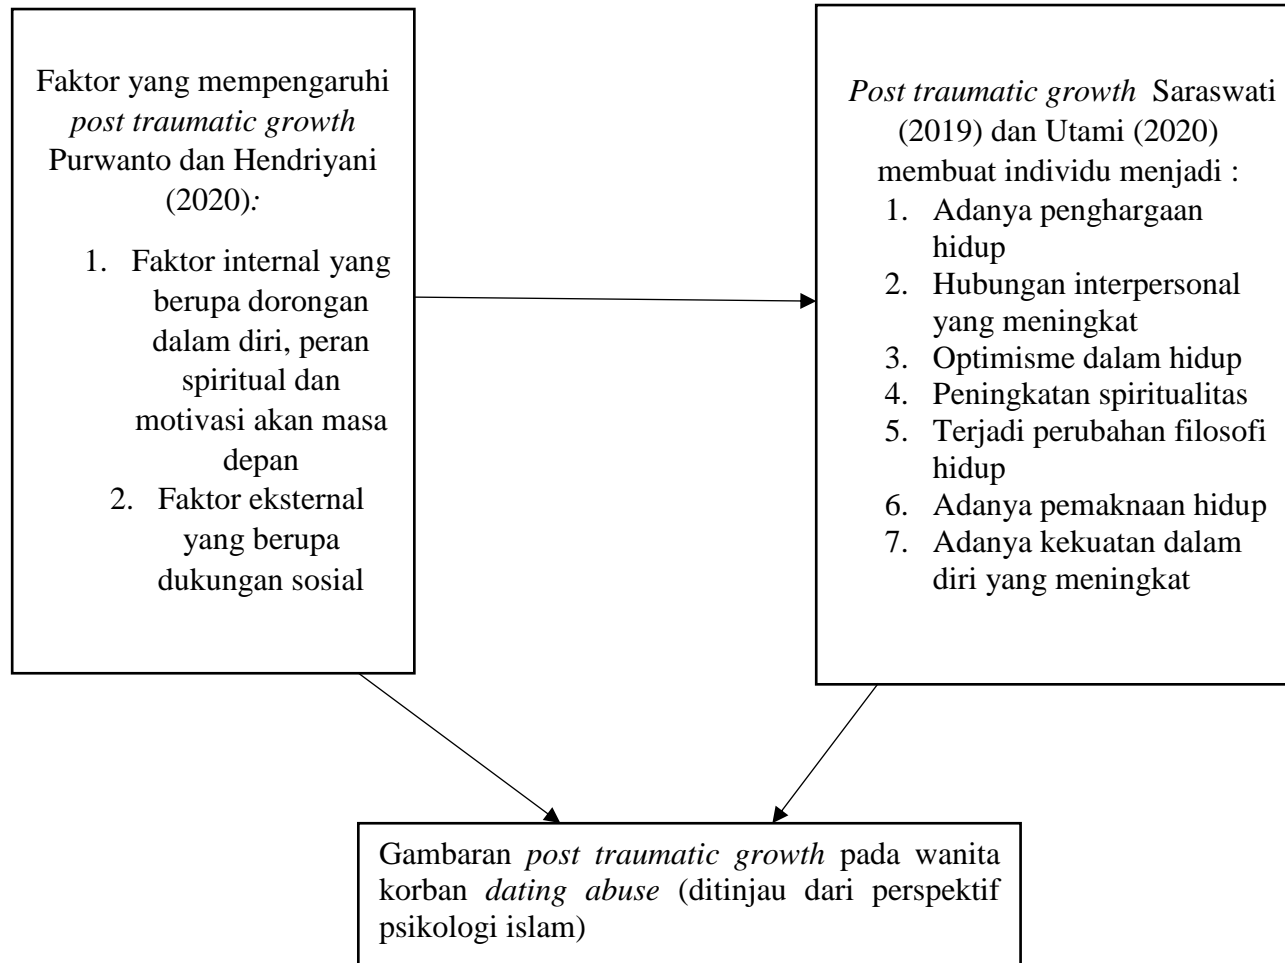 Faktor yang mempengaruhi
post traumatic growth
Purwanto dan Hendriyani
(2020):
1. Faktor internal yang
berupa dorongan
dalam diri, peran
spiritual dan
motivasi akan masa
depan
2. Faktor eksternal
yang berupa
dukungan sosial
Post traumatic growth Saraswati
(2019) dan Utami (2020)
membuat individu menjadi :
1. Adanya penghargaan
hidup
2. Hubungan interpersonal
yang meningkat
3. Optimisme dalam hidup
4. Peningkatan spiritualitas
5. Terjadi perubahan filosofi
hidup
6. Adanya pemaknaan hidup
7. Adanya kekuatan dalam
diri yang meningkat
Gambaran post traumatic growth pada wanita
korban dating abuse (ditinjau dari perspektif
psikologi islam)